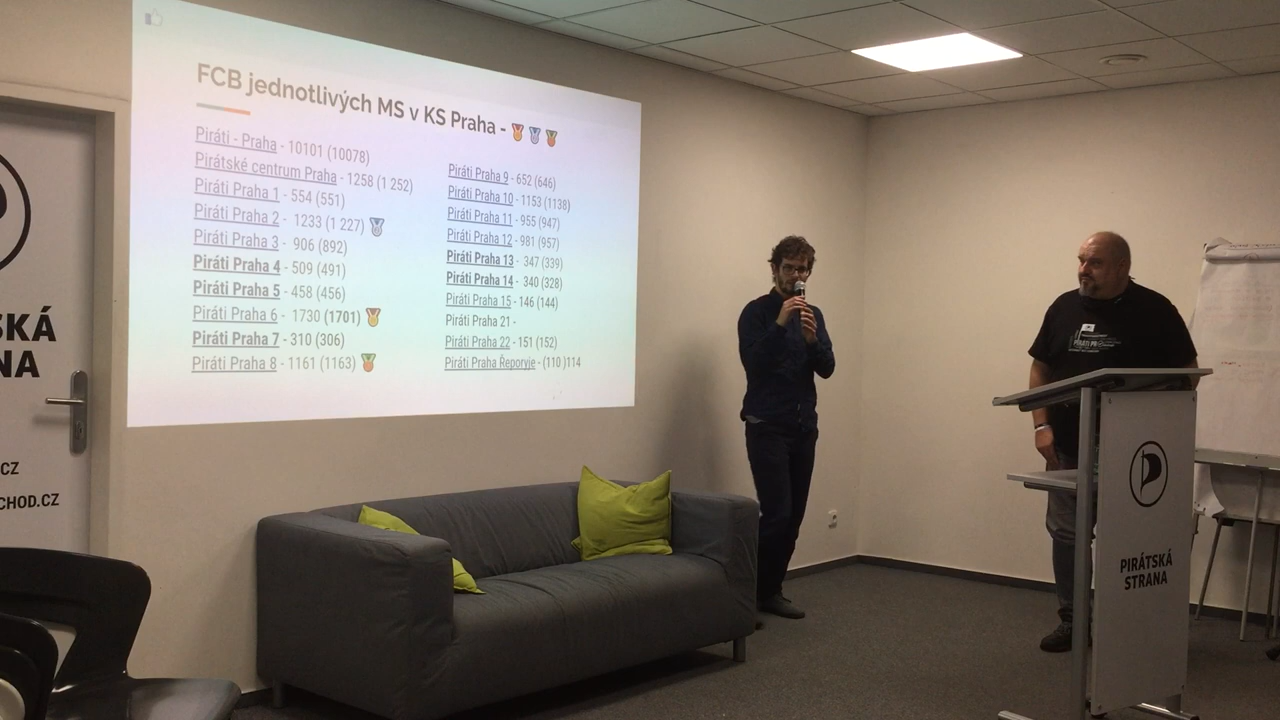 FCB jednotlivých MS v KS Praha -
Piráti - Praha - 10101 (10078)
Pirátské centrum Praha - 1258 (1 252)
Piráti Praha 1 - 554 (551)
Piráti Praha 2 - 1233 (1 227)
Piráti Praha 3 - 906 (892)
Piráti Praha 4 - 509 (491)
Piráti Praha 5 - 458 (456)
Piráti Praha 6 - 1730 (1701)
Piráti Praha 7 - 310 (306)
Piráti Praha 8 - 1161 (1163)
Piráti Praha 9 - 652 (646)
Piráti Praha 10 - 1153 (1138)
Piráti Praha 11 - 955 (947)
Piráti Praha 12 - 981 (957)
Piráti Praha 13 - 347 (339)
Piráti Praha 14 - 340 (328)
Piráti Praha 15 - 146 (144)
Piráti Praha 21 -
Piráti Praha 22 - 151 (152)
Piráti Praha Řeporyje - (110 )114
SKÁ
NA
.CZ
CHOD.CZ
PIRÁTSKÁ
STRANA